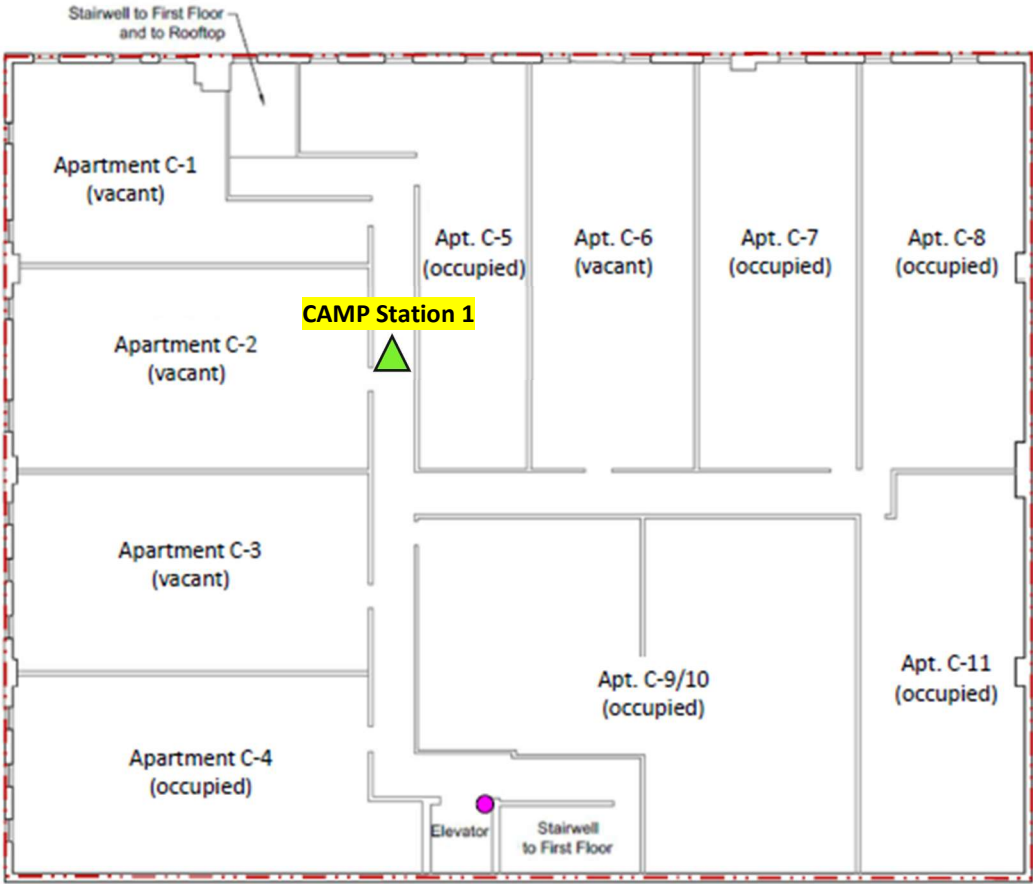 Stairwell to First Floor
and to Rooftop
Apartment C-1
(vacant)
Apt. C-5
(occupied)
Apt. C-6
(vacant)
Apt. C-7
(occupied)
Apt. C-8
(occupied)
CAMP Station 1
Apartment C-2
(vacant)
Apartment C-3
(vacant)
Apt. C-9/10
(occupied)
Apt. C-11
(occupied)
Apartment C-4
(occupied)
Elevator
Stairwell
to First Floor